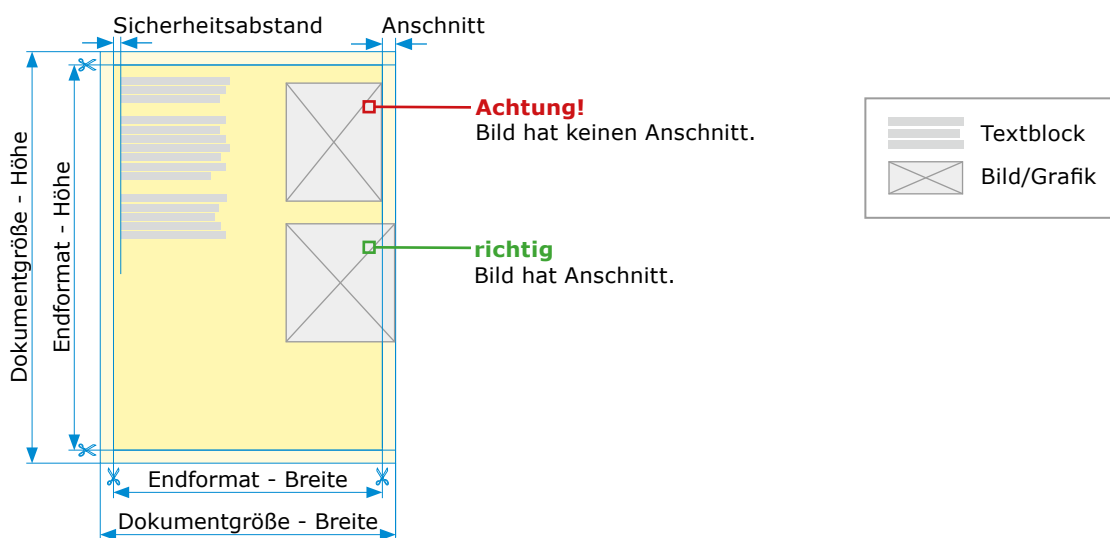 Sicherheitsabstand
Anschnitt
Dokumentgröße - Höhe
Endformat - Höhe
Achtung!
Bild hat keinen Anschnitt.
richtig
Bild hat Anschnitt.
Textblock
Bild/Grafik
Endformat - Breite
Dokumentgröße - Breite